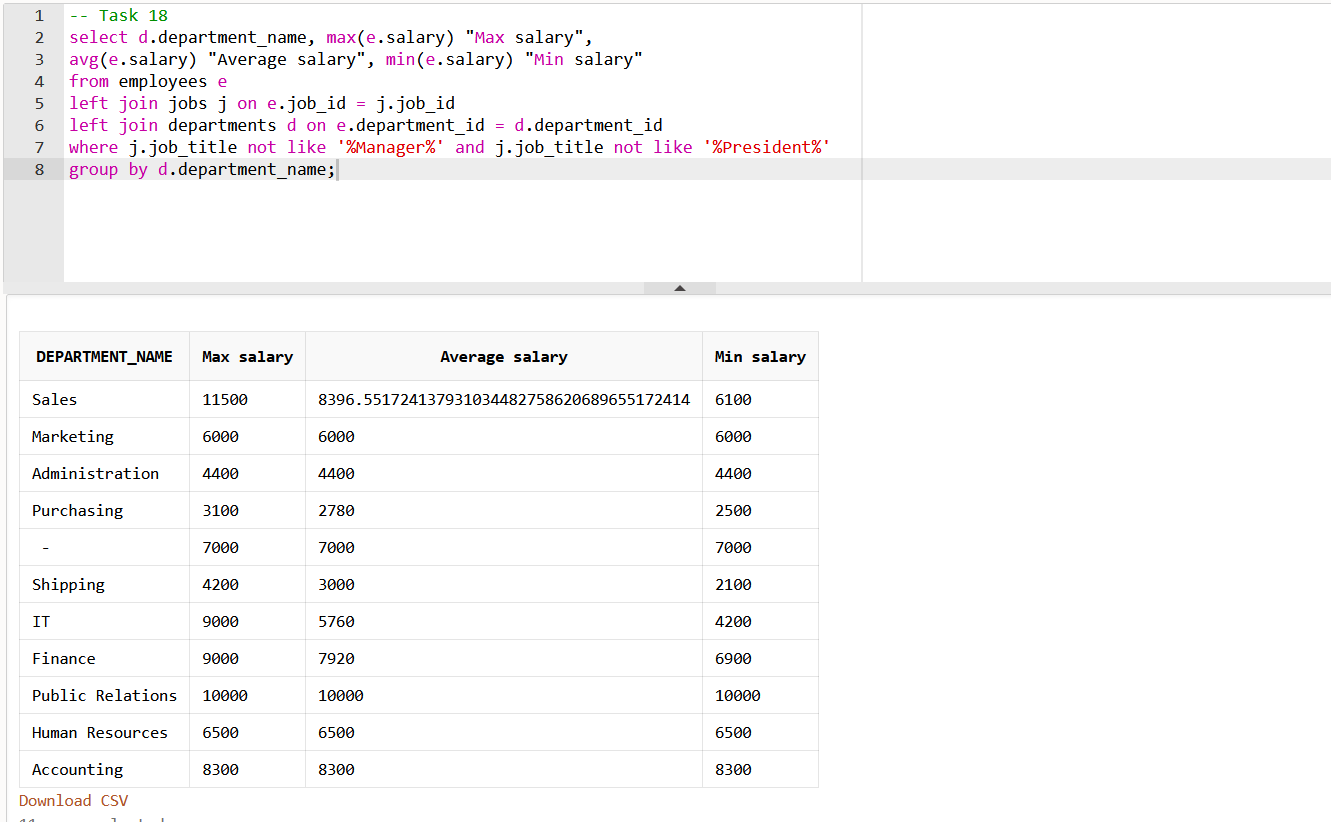 1 -- Task 18
2 select d.department_name, max(e.salary) "Max salary",
3 avg(e.salary) "Average salary", min(e.salary) "Min salary"
4 from employees e
5 left join jobs j on e.job_id = j.job_id
6 left join departments d on e.department_id = d.department_id
7 where j.job_title not like '%Manager%' and j.job_title not like '%President%'
8 group by d.department_name;
DEPARTMENT_NAME Max salary Average salary Min salary
Sales 11500 8396.551724137931034482758620689655172414 6100
Marketing 6000 6000 6000
Administration 4400 4400 4400
Purchasing 3100 2780 2500
- 7000 7000 7000
Shipping 4200 3000 2100
IT 9000 5760 4200
Finance 9000 7920 6900
Public Relations 10000 10000 10000
Human Resources 6500 6500 6500
Accounting 8300 8300 8300
Download CSV